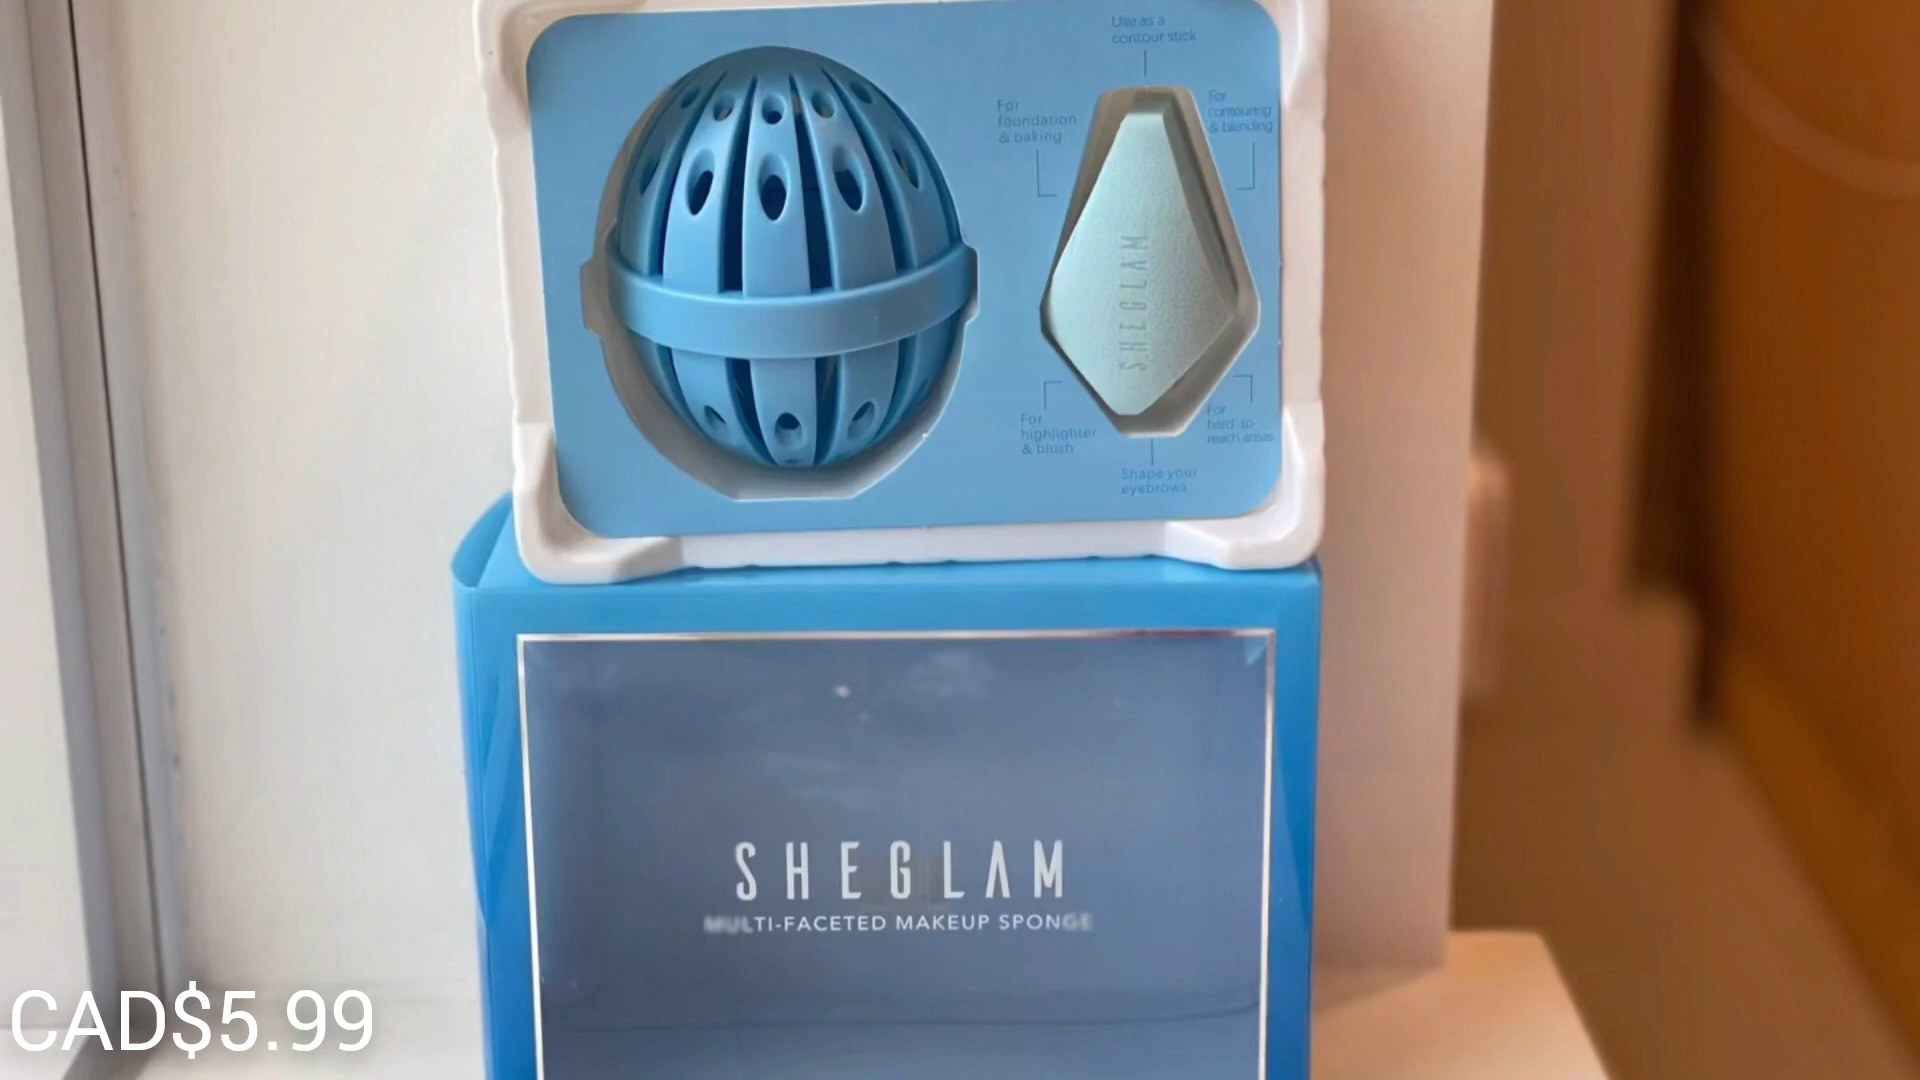 Use as a
contour stick
For
foundation
& baking
For
contouring
& blending
SHEGLAM
For
highlighter
& blush
For
hard-to-
reach areas
Shape your
eyebrows
SHEGLAM
MULTI-FACETED MAKEUP SPONGE
CAD$5.99